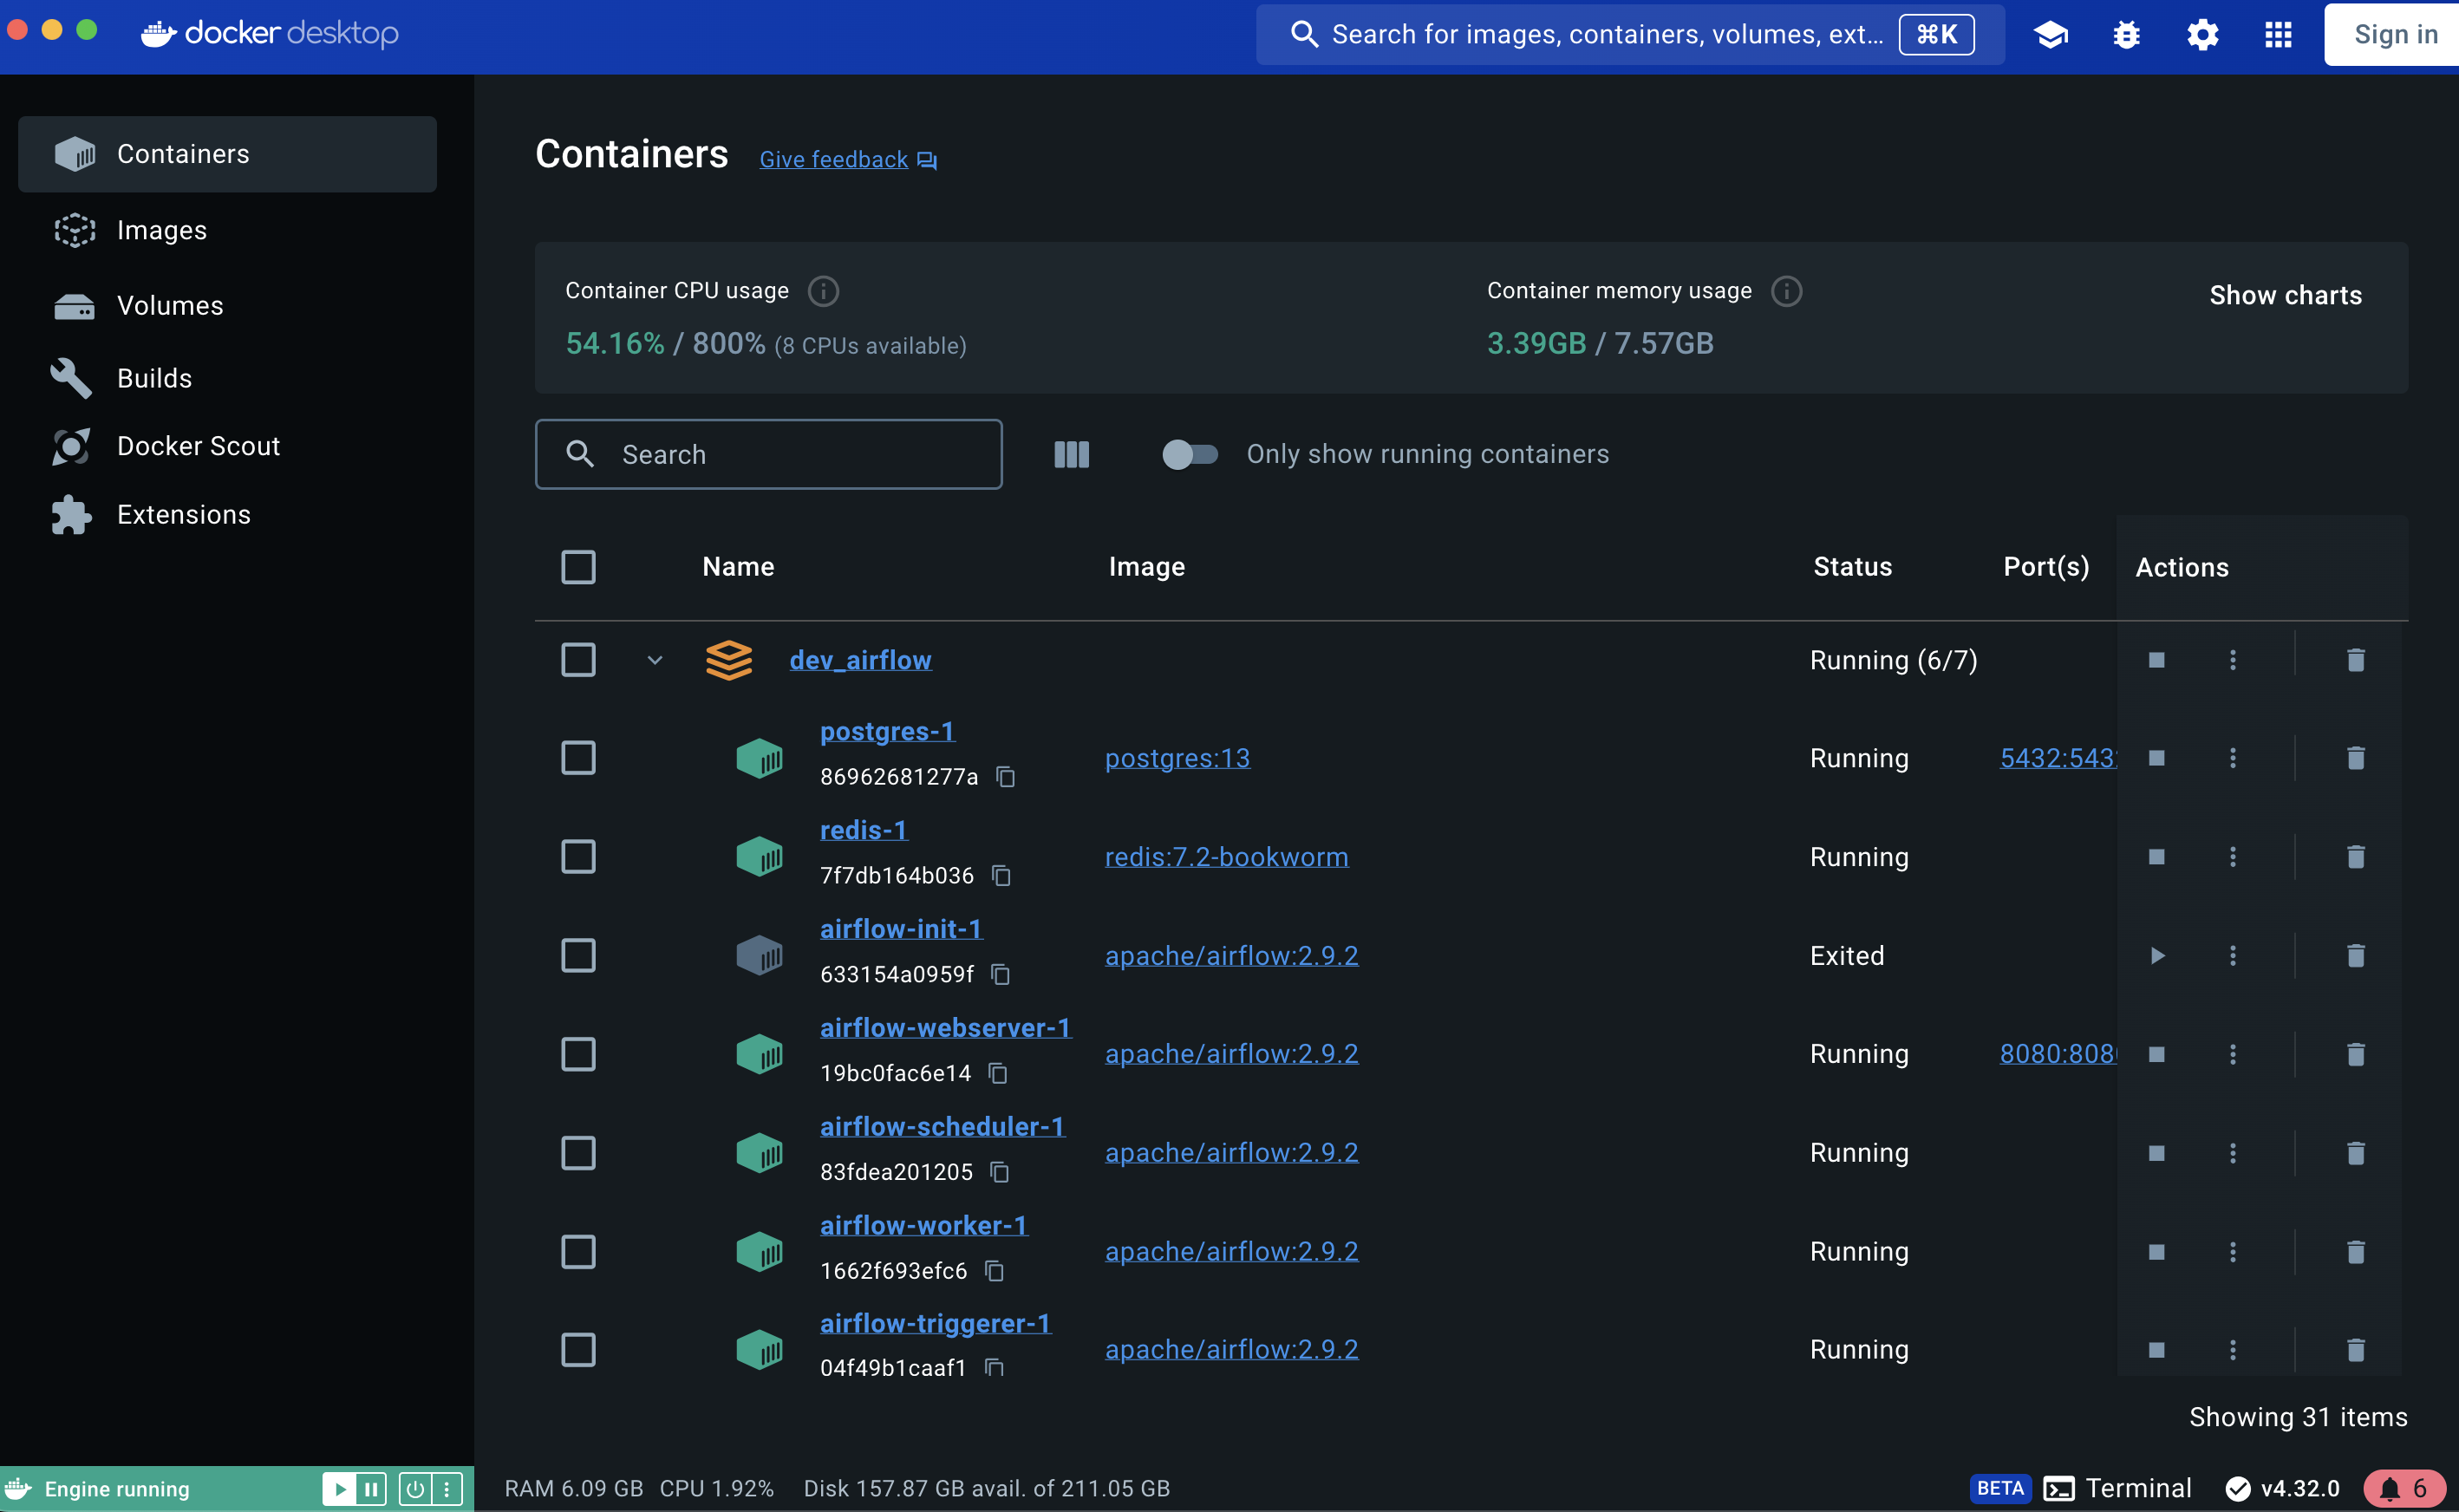 docker desktop
Search for images, containers, volumes, ext... ⌘K
Sign in
Containers
Images
Volumes
Builds
Docker Scout
Extensions
Containers Give feedback
Container CPU usage
54.16% / 800% (8 CPUs available)
Container memory usage
3.39GB / 7.57GB
Show charts
Search
Only show running containers
Name Image Status Port(s) Actions
dev_airflow Running (6/7)
postgres-1
86962681277a
postgres:13 Running 5432:543
redis-1
7f7db164b036
redis:7.2-bookworm Running
airflow-init-1
633154a0959f
apache/airflow:2.9.2 Exited
airflow-webserver-1
19bc0fac6e14
apache/airflow:2.9.2 Running 8080:808
airflow-scheduler-1
83fdea201205
apache/airflow:2.9.2 Running
airflow-worker-1
1662f693efc6
apache/airflow:2.9.2 Running
airflow-triggerer-1
04f49b1caaf1
apache/airflow:2.9.2 Running
Showing 31 items
Engine running
RAM 6.09 GB CPU 1.92% Disk 157.87 GB avail. of 211.05 GB
BETA Terminal v4.32.0 6